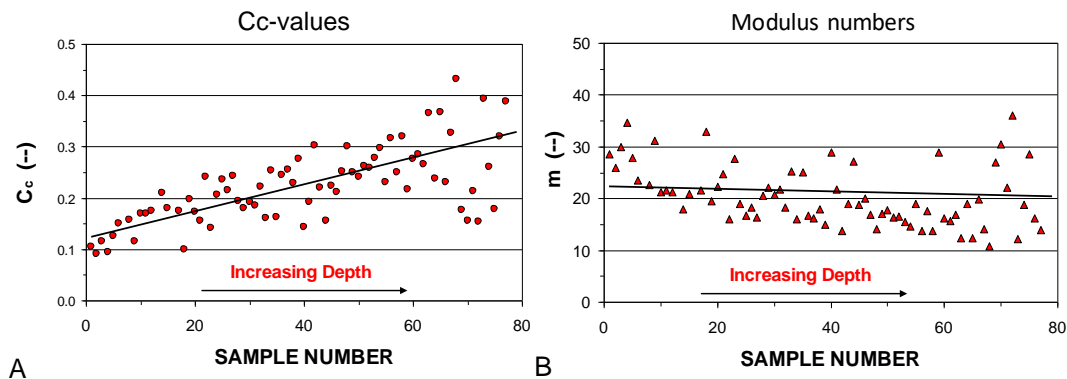 A
Cc-values
0.5
0.4
0.3
0.2
0.1
0.0
Cc (--)
Increasing Depth
0
20
40
60
80
SAMPLE NUMBER
B
Modulus numbers
50
40
30
20
10
0
m (--)
Increasing Depth
0
20
40
60
80
SAMPLE NUMBER